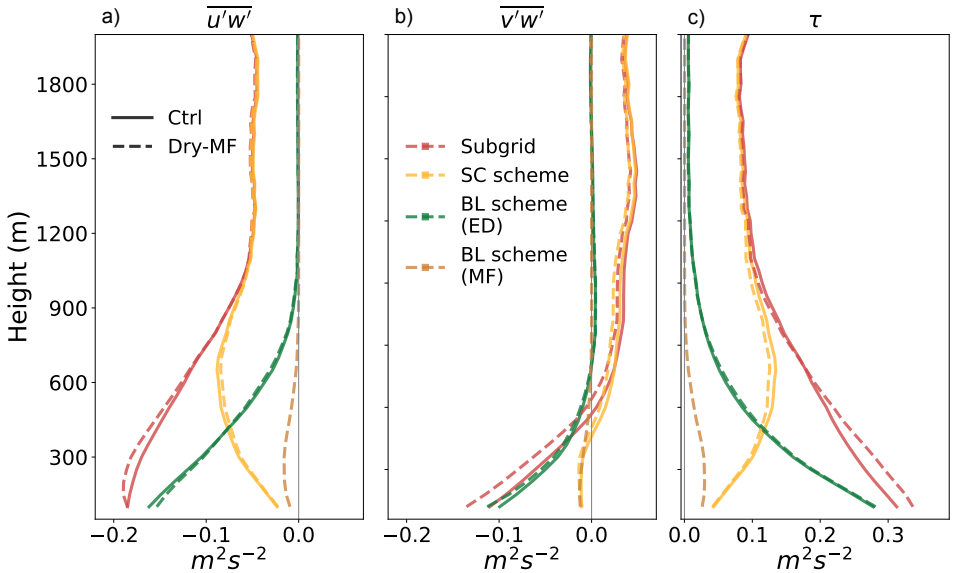 a) u'w' b) v'w' c) τ
Height (m)
1800
1500
1200
900
600
300
Ctrl
Dry-MF
Subgrid
SC scheme
BL scheme
(ED)
BL scheme
(MF)
−0.2 −0.1 0.0 −0.2 −0.1 0.0 0.0 0.1 0.2 0.3
m²s⁻² m²s⁻² m²s⁻²